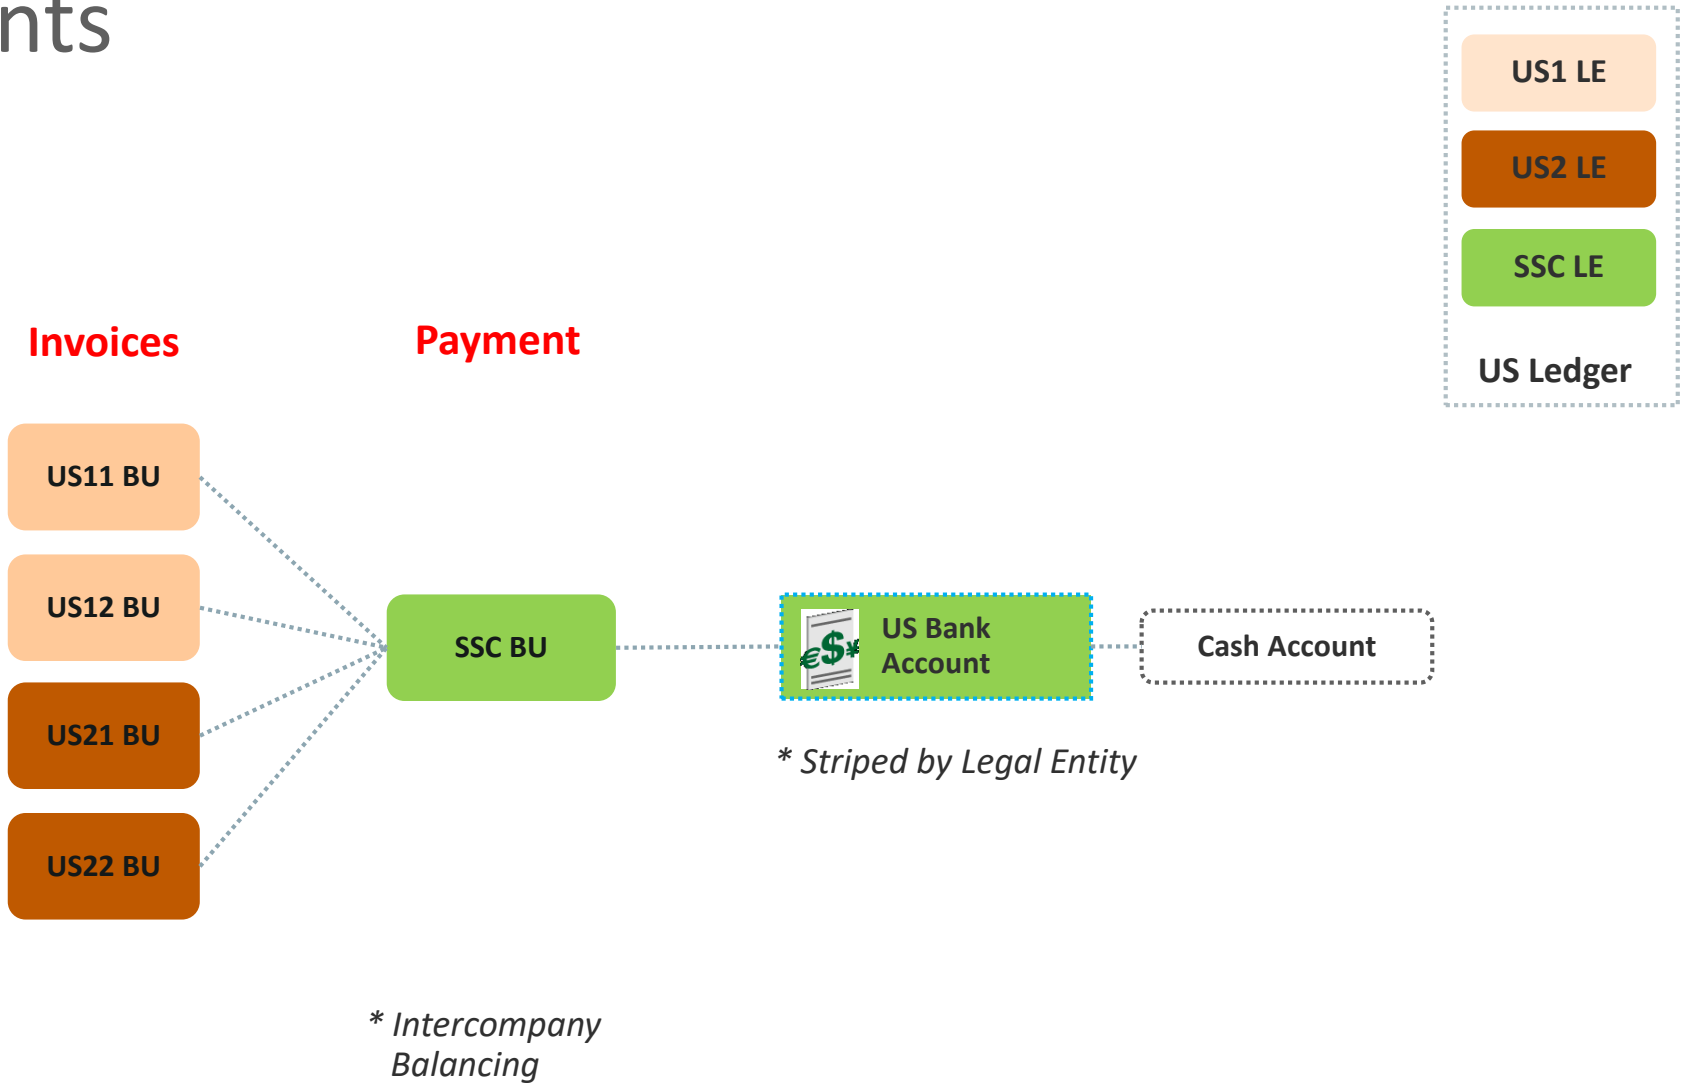 nts
US1 LE
US2 LE
SSC LE
US Ledger
Invoices
Payment
US11 BU
US12 BU
US21 BU
US22 BU
SSC BU
€$¥
US Bank
Account
Cash Account
* Striped by Legal Entity
* Intercompany
Balancing